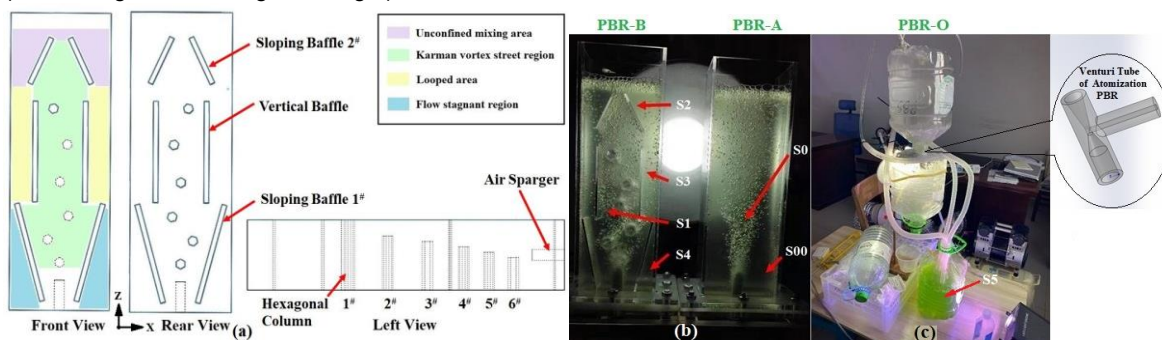 PBR-B
PBR-A
PBR-O
Sloping Baffle 2#
Unconfined mixing area
Karman vortex street region
Looped area
Flow stagnant region
Venturi Tube
of Atomization
PBR
Vertical Baffle
Sloping Baffle 1#
Air Sparger
S2
S3
S1
S4
S0
S00
S5
Hexagonal
Column
1#
2#
3#
4#
5#
6#
Front View
Z
X
Rear View
(a)
Left View
(b)
(c)